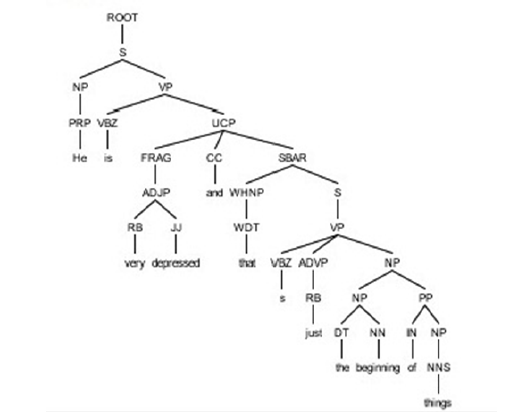 ROOT
S
NP VP
PRP VBZ UCP
He is FRAG CC SBAR
ADJP and WHNP S
RB JJ WDT VP
very depressed that VBZ ADVP NP
s RB NP PP
just DT NN IN NP
the beginning of NNS
things